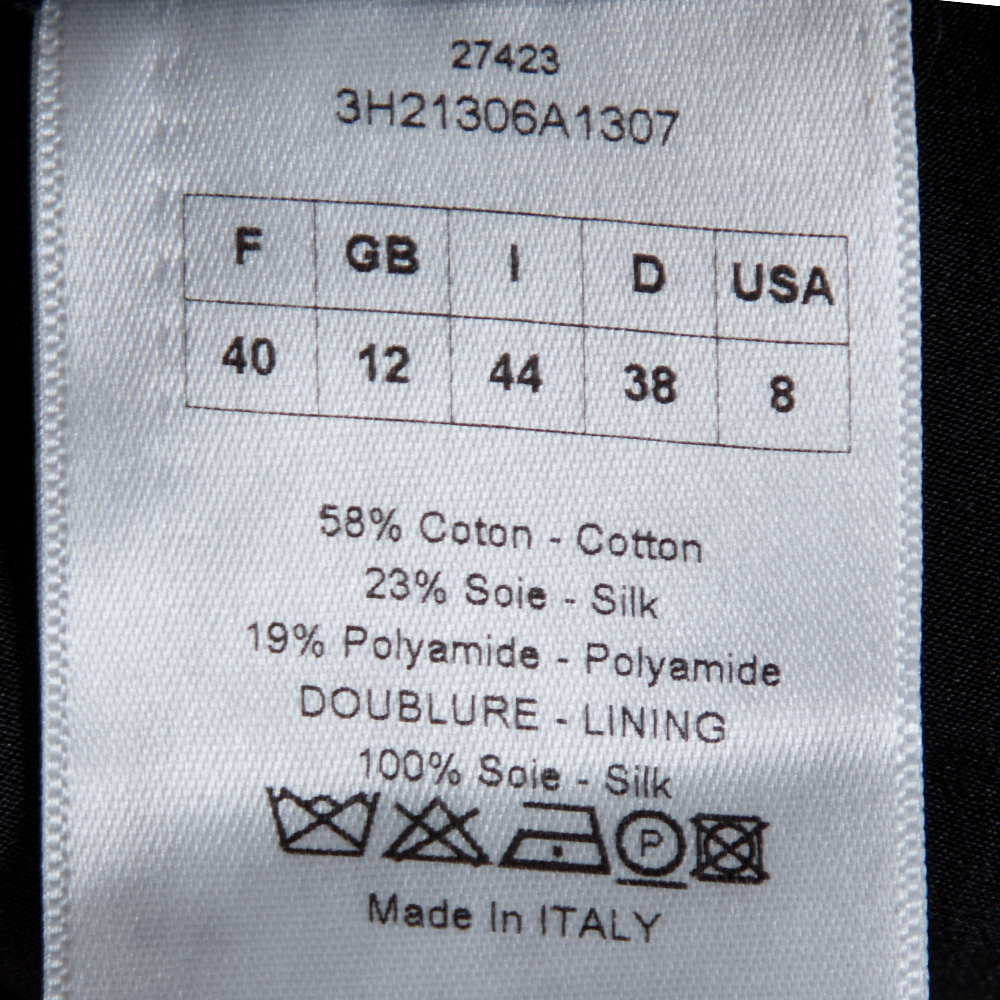 27423
3H21306A1307
F GB I D USA
40 12 44 38 8
58% Coton - Cotton
23% Soie - Silk
19% Polyamide - Polyamide
DOUBLURE - LINING
100% Soie - Silk
P
Made In ITALY